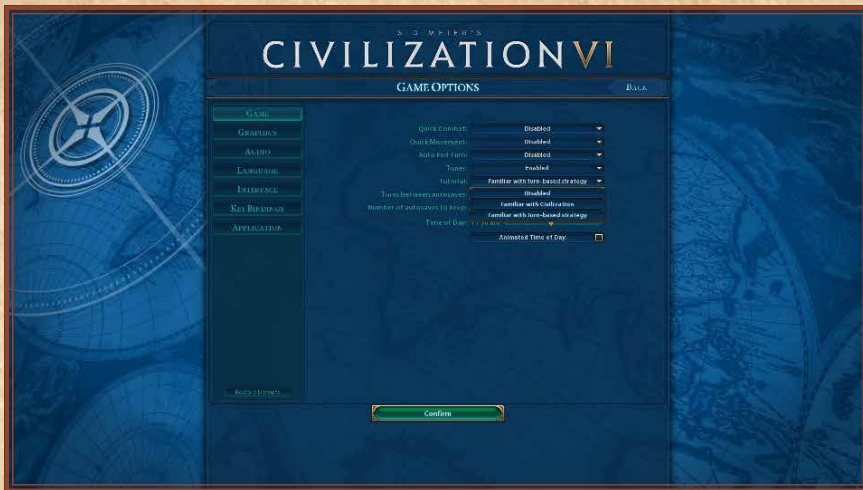 SID MEIER'S
CIVILIZATION VI
GAME OPTIONS
BACK
GAME
GRAPHICS
AUDIO
LANGUAGE
INTERFACE
KEY BINDINGS
APPLICATION
Restore Defaults
Quick Combat: Disabled
Quick Movement: Disabled
Auto End Turn: Disabled
Tuner: Enabled
Tutorial: Familiar with turn-based strategy
Turns between autosaves: Disabled
Number of autosaves to keep: Familiar with Civilization
Familiar with turn-based strategy
Time of Day:
Animated Time of Day:
Confirm